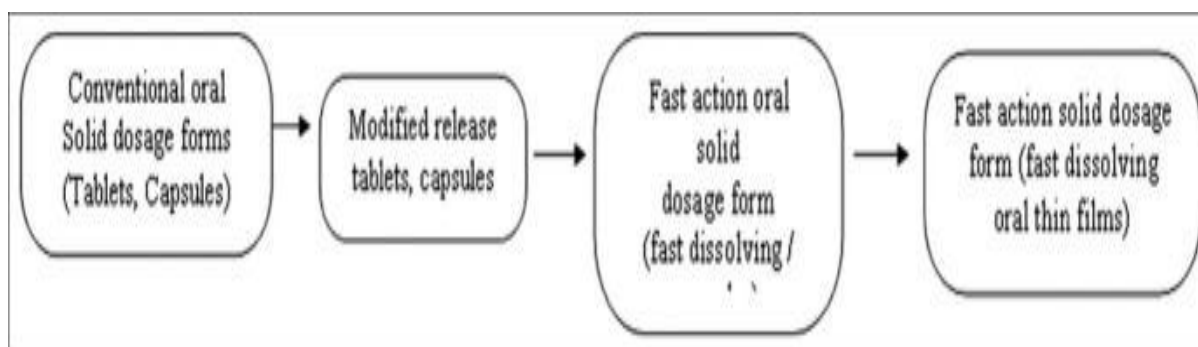 Conventional oral
Solid dosage forms
(Tablets, Capsules)
Modified release
tablets, capsules
Fast action oral
solid
dosage form
(fast dissolving /
Fast action solid dosage
form (fast dissolving
oral thin films)